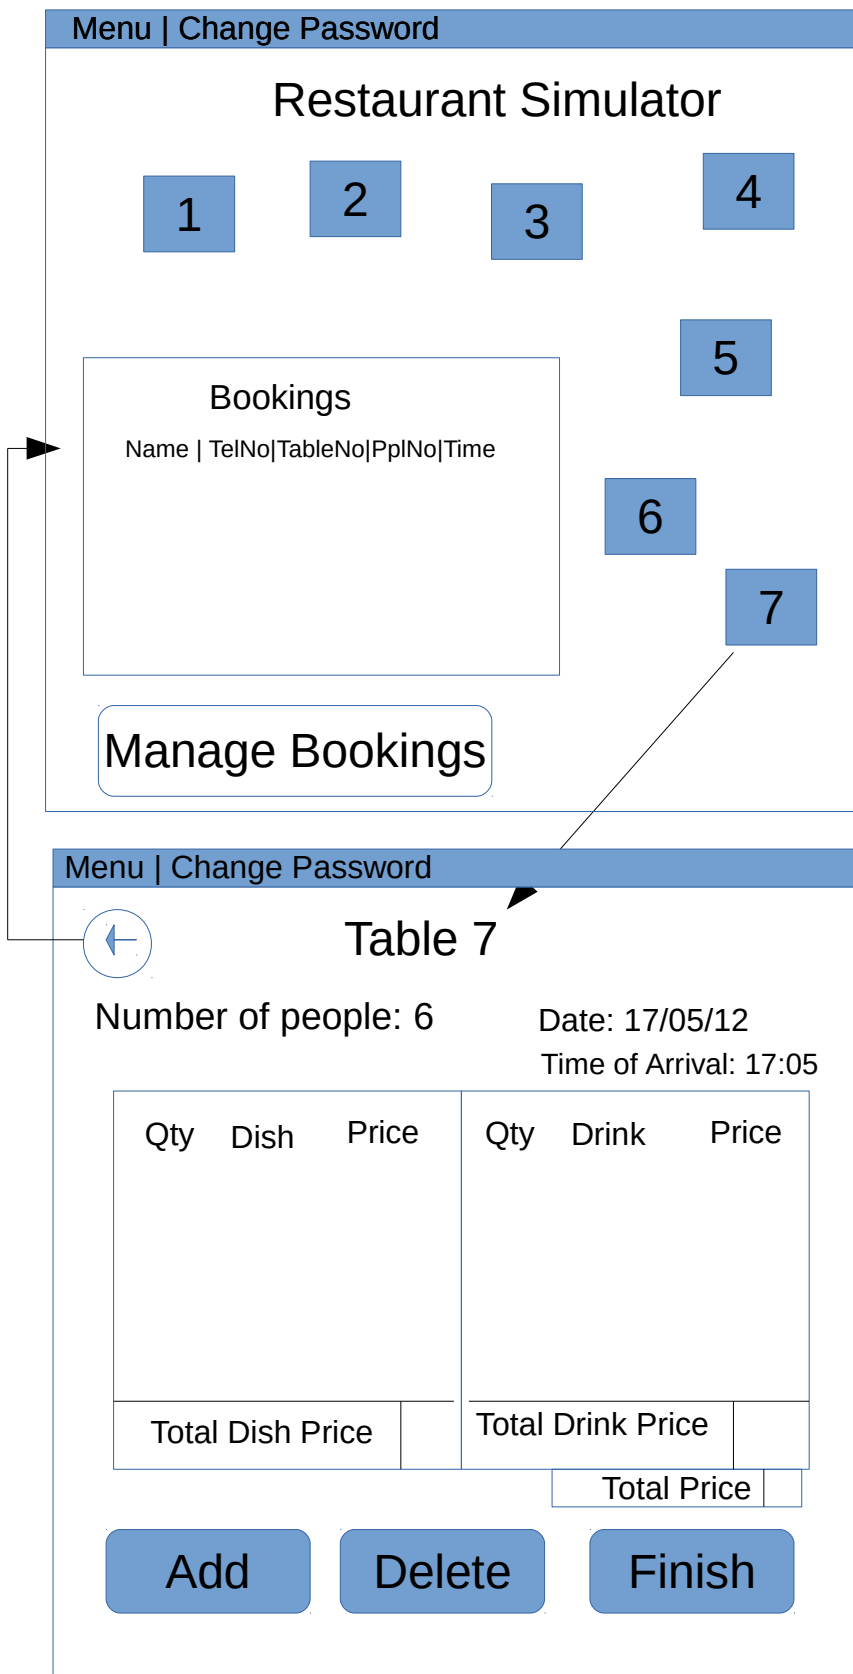 Menu | Change Password
Restaurant Simulator
1
2
3
4
5
Bookings
Name | TelNo|TableNo|PplNo|Time
6
7
Manage Bookings
Menu | Change Password
Table 7
Number of people: 6
Date: 17/05/12
Time of Arrival: 17:05
Qty Dish Price Qty Drink Price
Total Dish Price Total Drink Price
Total Price
Add Delete Finish